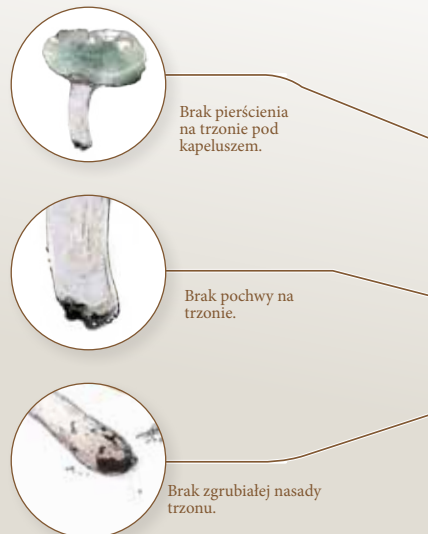 Brak pierścienia
na trzonie pod
kapeluszem.
Brak pochwy na
trzonie.
Brak zgrubiałej nasady
trzonu.